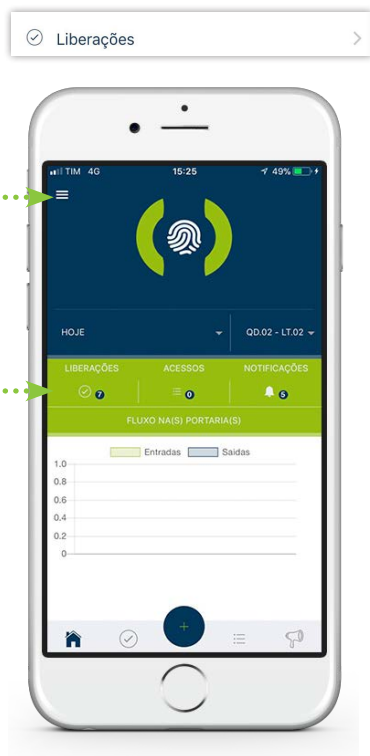 Liberações
TIM 4G 15:25 49%
HOJE QD.02 - LT.02
LIBERAÇÕES ACESSOS NOTIFICAÇÕES
7 0 5
FLUXO NA(S) PORTARIA(S)
Entradas Saidas
1.0
0.8
0.6
0.4
0.2
0